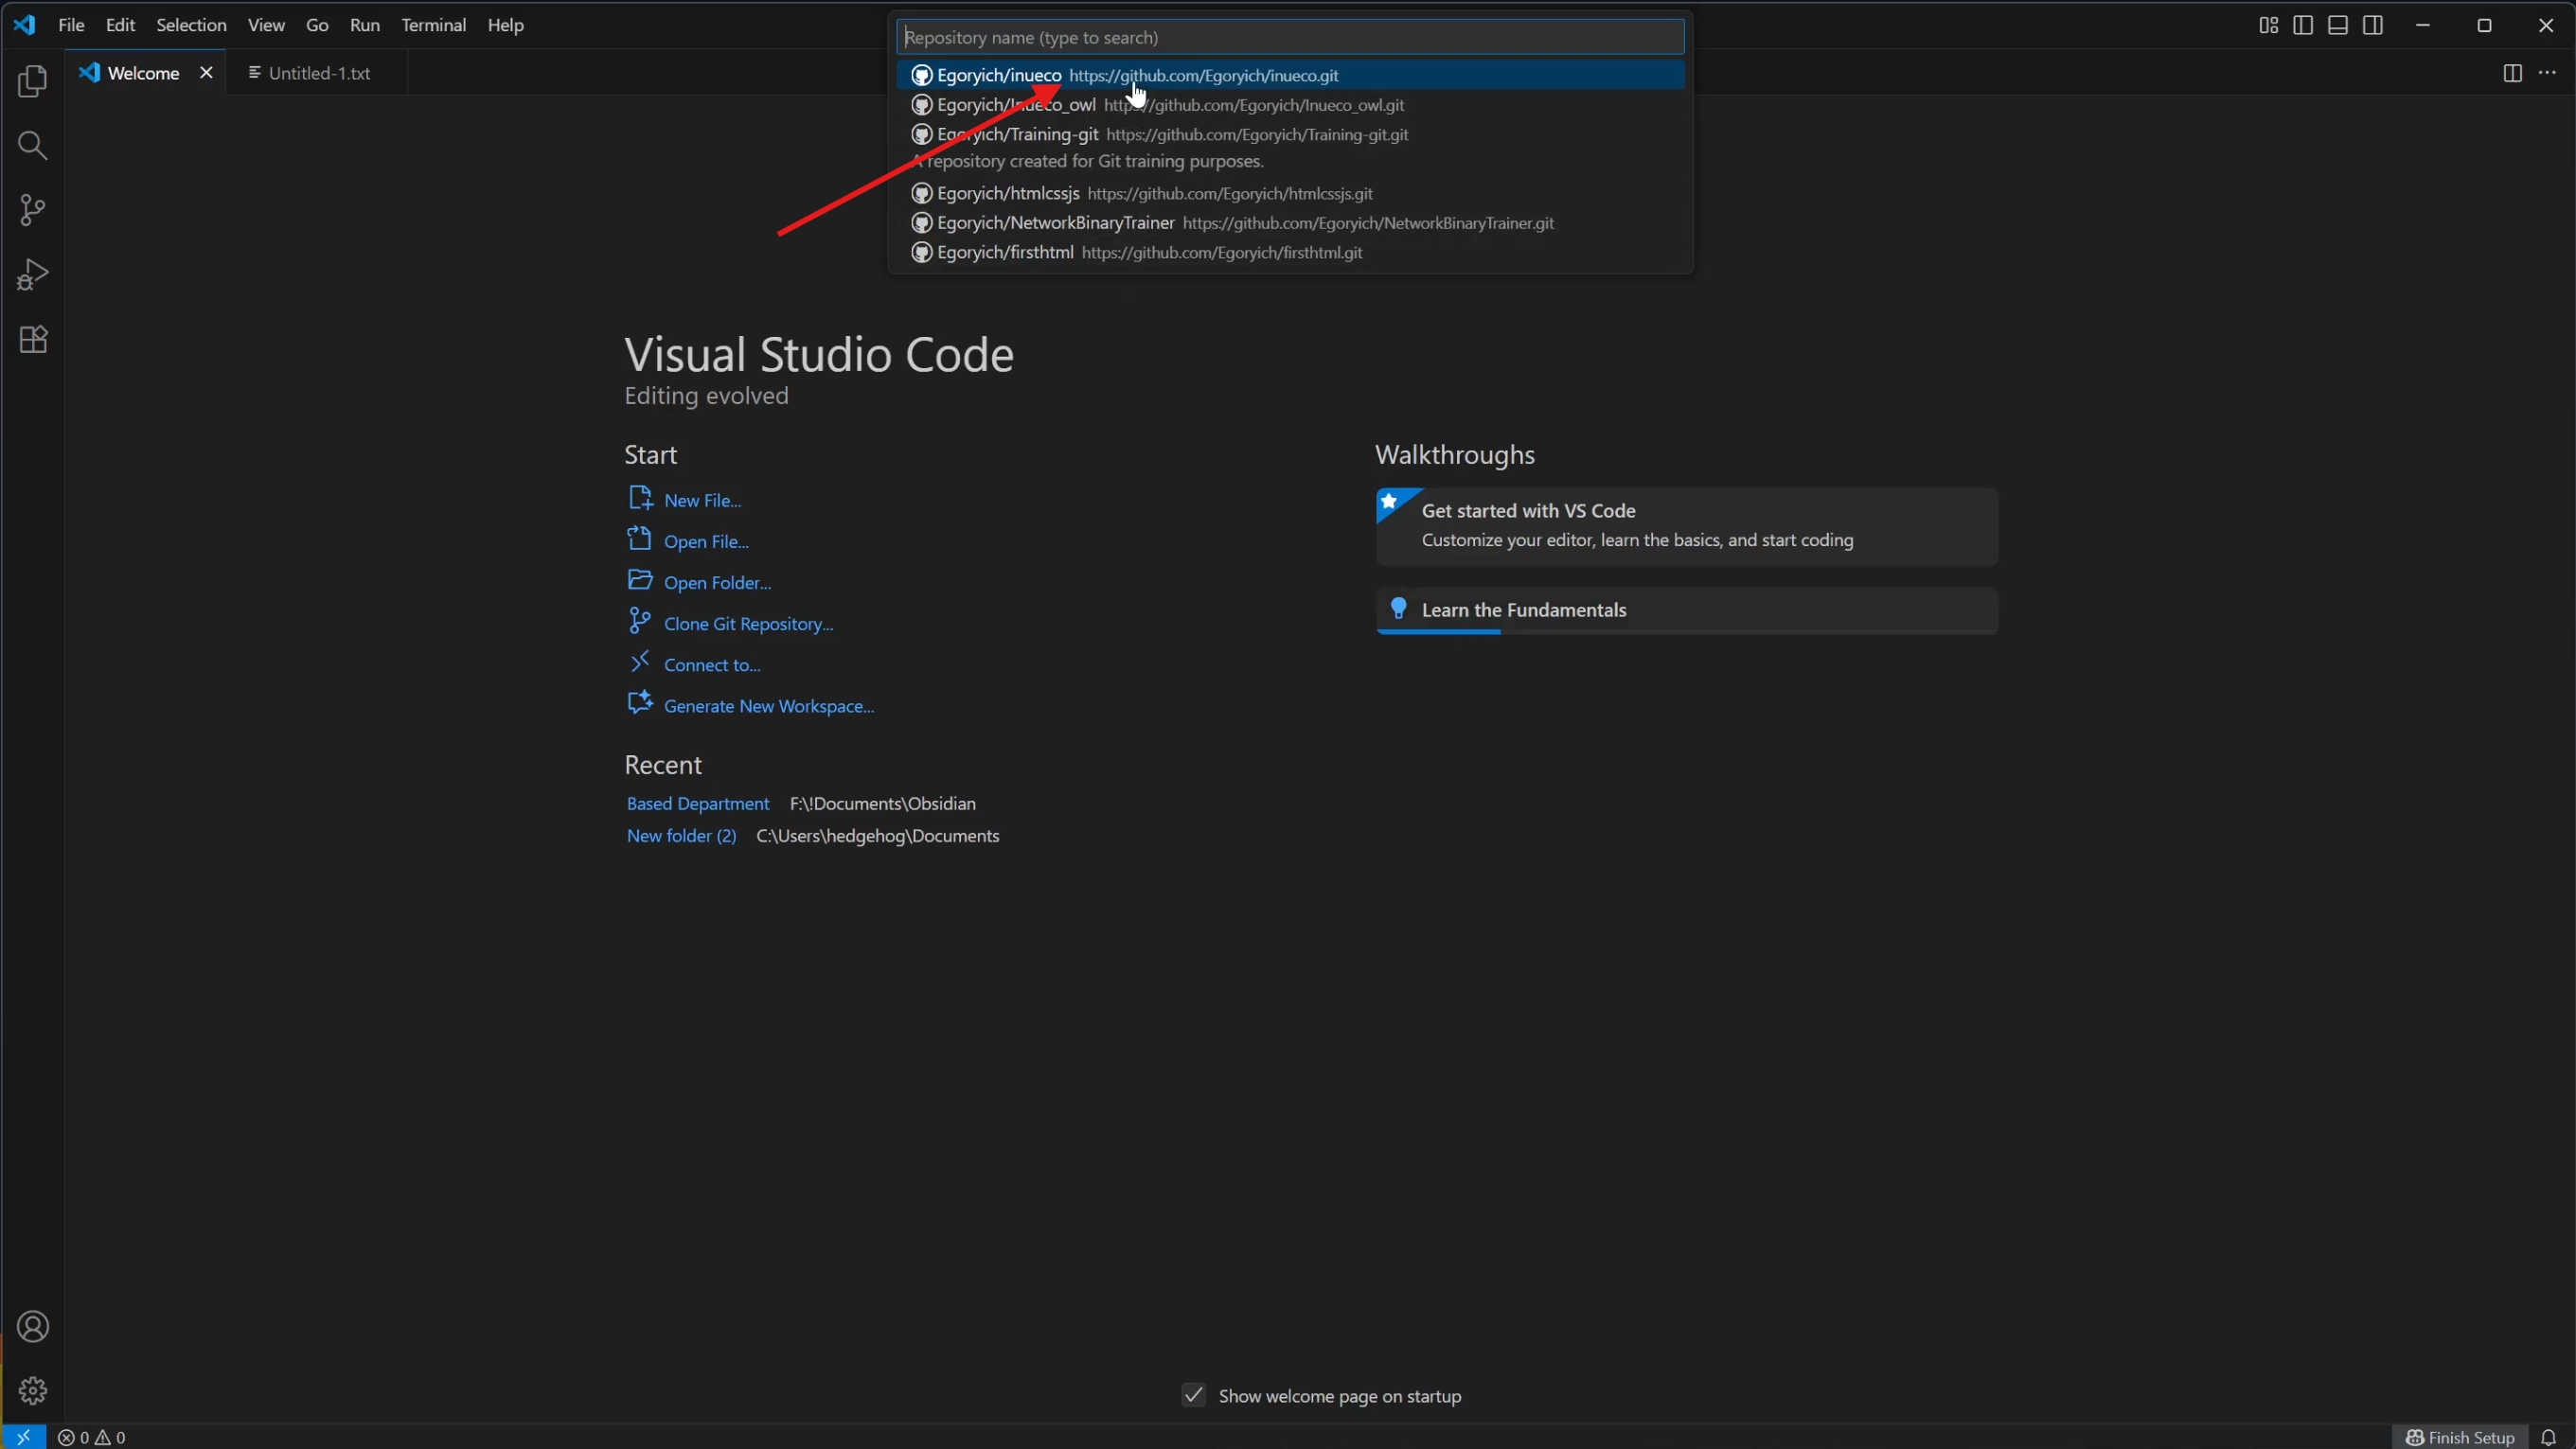 File Edit Selection View Go Run Terminal Help
Repository name (type to search)
Welcome
Untitled-1.txt
Egoryich/inueco https://github.com/Egoryich/inueco.git
Egoryich/Inueco_owl https://github.com/Egoryich/Inueco_owl.git
Egoryich/Training-git https://github.com/Egoryich/Training-git.git
A repository created for Git training purposes.
Egoryich/htmlcssjs https://github.com/Egoryich/htmlcssjs.git
Egoryich/NetworkBinaryTrainer https://github.com/Egoryich/NetworkBinaryTrainer.git
Egoryich/firsthtml https://github.com/Egoryich/firsthtml.git
Visual Studio Code
Editing evolved
Start
New File...
Open File...
Open Folder...
Clone Git Repository...
Connect to...
Generate New Workspace...
Recent
Based Department F:\!Documents\Obsidian
New folder (2) C:\Users\hedgehog\Documents
Walkthroughs
Get started with VS Code
Customize your editor, learn the basics, and start coding
Learn the Fundamentals
Show welcome page on startup
0 0
Finish Setup